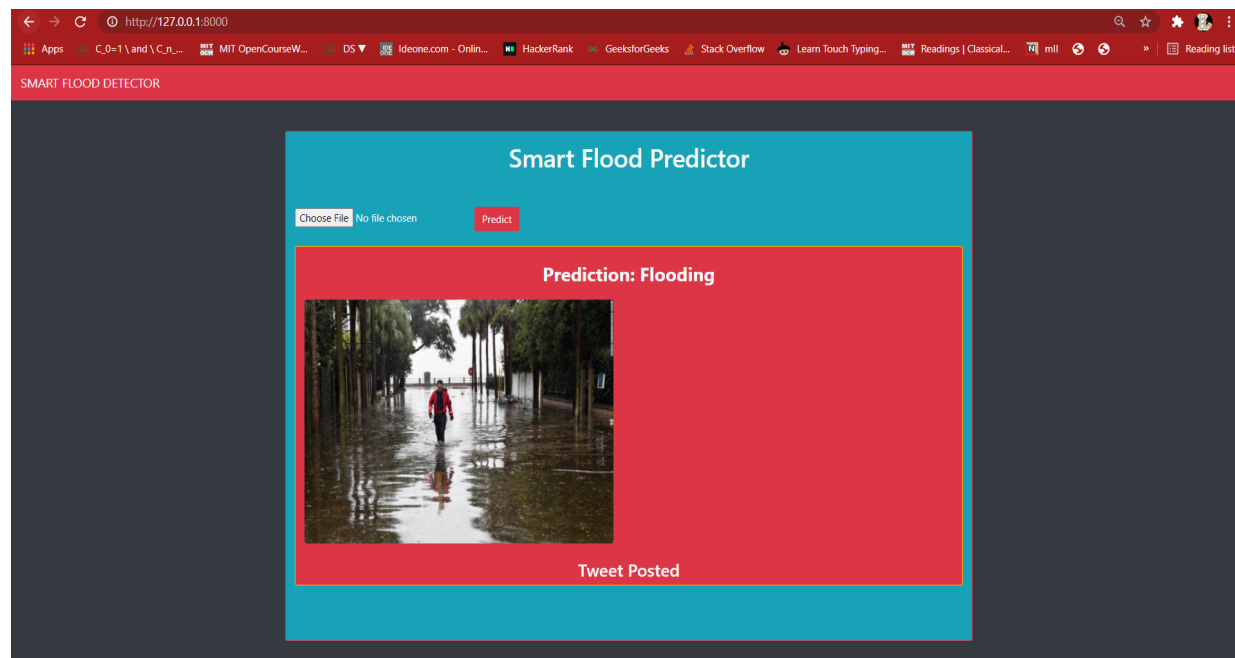 http://127.0.0.1:8000
Apps C_0=1 \ and \ C_n_... MIT OpenCourseW... DS▼ Ideone.com - Onlin... HackerRank GeeksforGeeks Stack Overflow Learn Touch Typing... Readings | Classical... mll » Reading list
SMART FLOOD DETECTOR
Smart Flood Predictor
Choose File No file chosen Predict
Prediction: Flooding
Tweet Posted